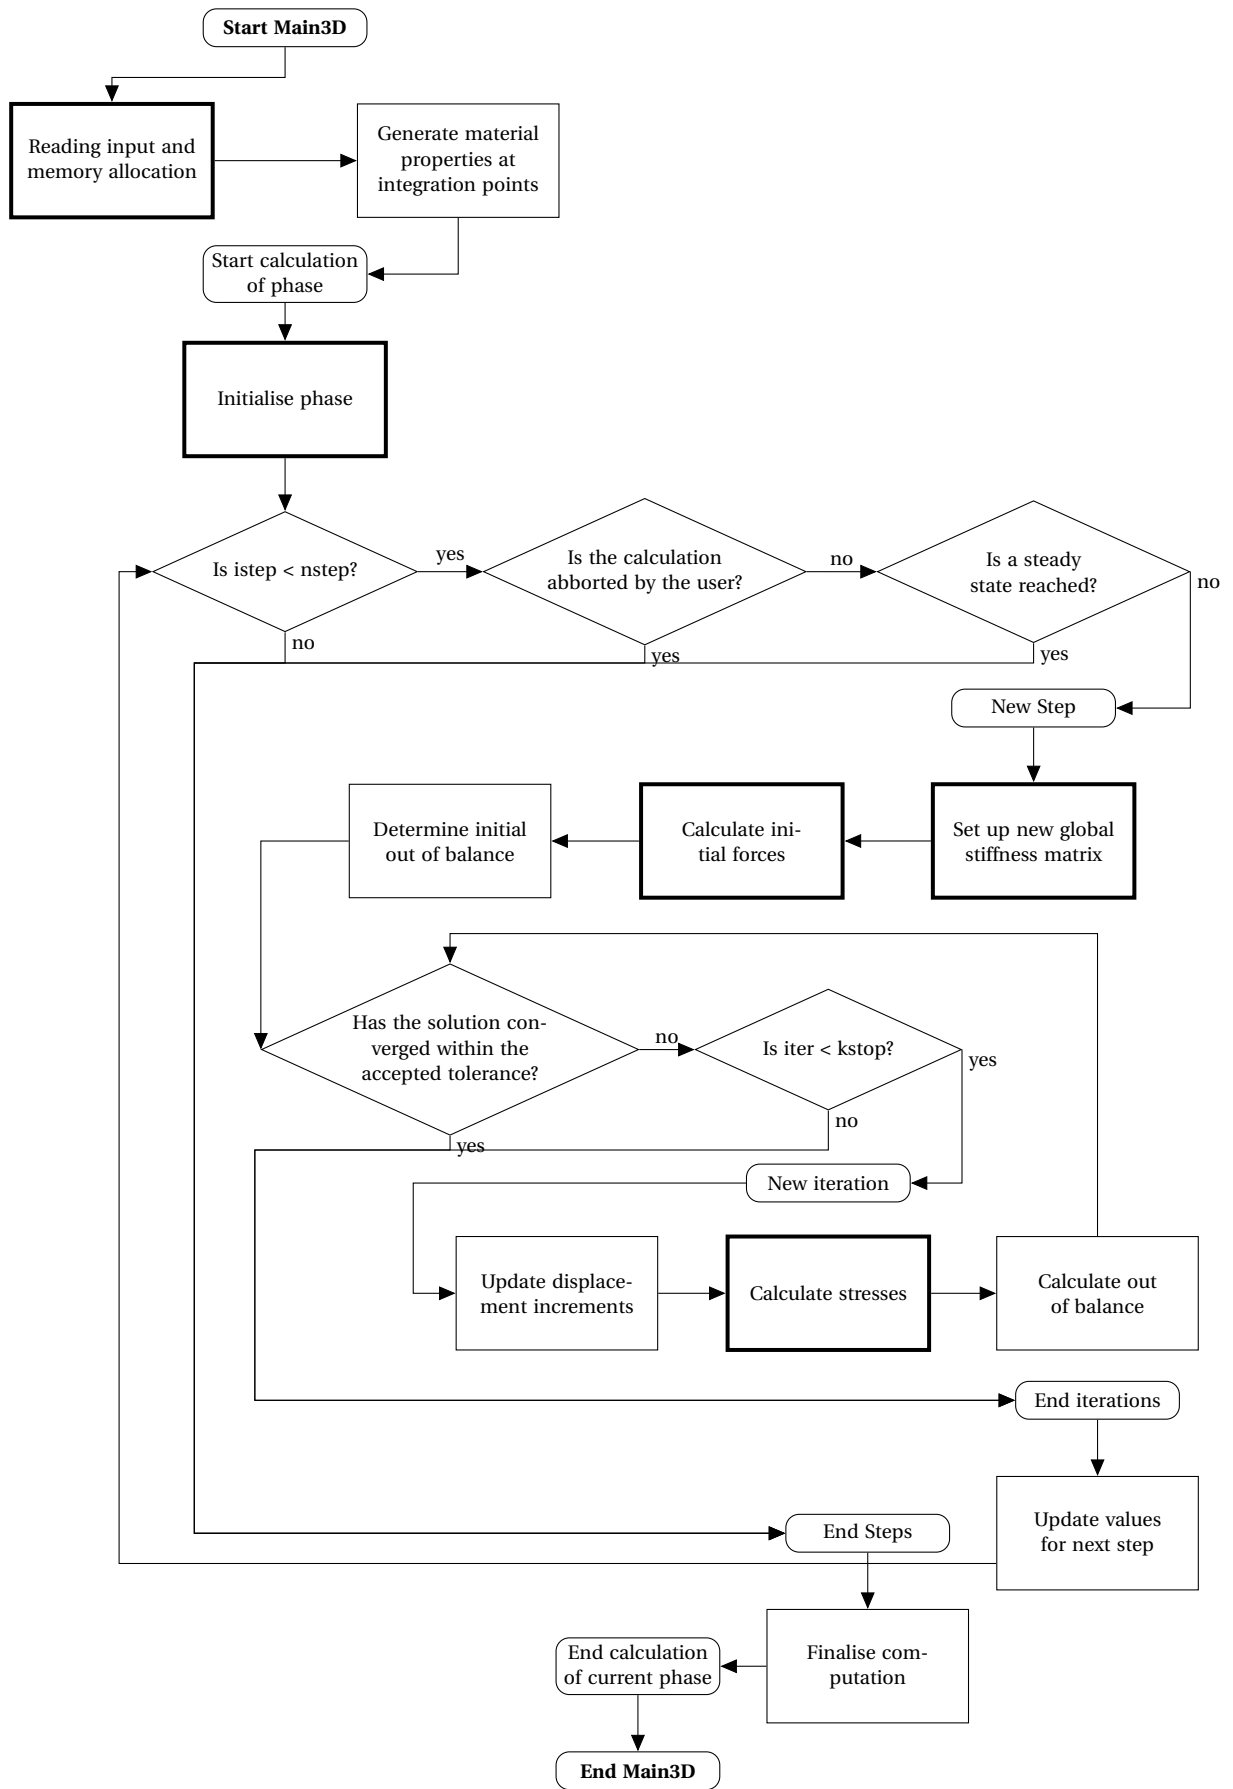 Start Main3D
Reading input and
memory allocation
Generate material
properties at
integration points
Start calculation
of phase
Initialise phase
Is istep < nstep?
yes
Is the calculation
abborted by the user?
no
Is a steady
state reached?
no
no
yes
yes
New Step
Determine initial
out of balance
Calculate ini-
tial forces
Set up new global
stiffness matrix
Has the solution con-
verged within the
accepted tolerance?
no
Is iter < kstop?
yes
no
yes
New iteration
Update displace-
ment increments
Calculate stresses
Calculate out
of balance
End iterations
Update values
for next step
End Steps
Finalise com-
putation
End calculation
of current phase
End Main3D